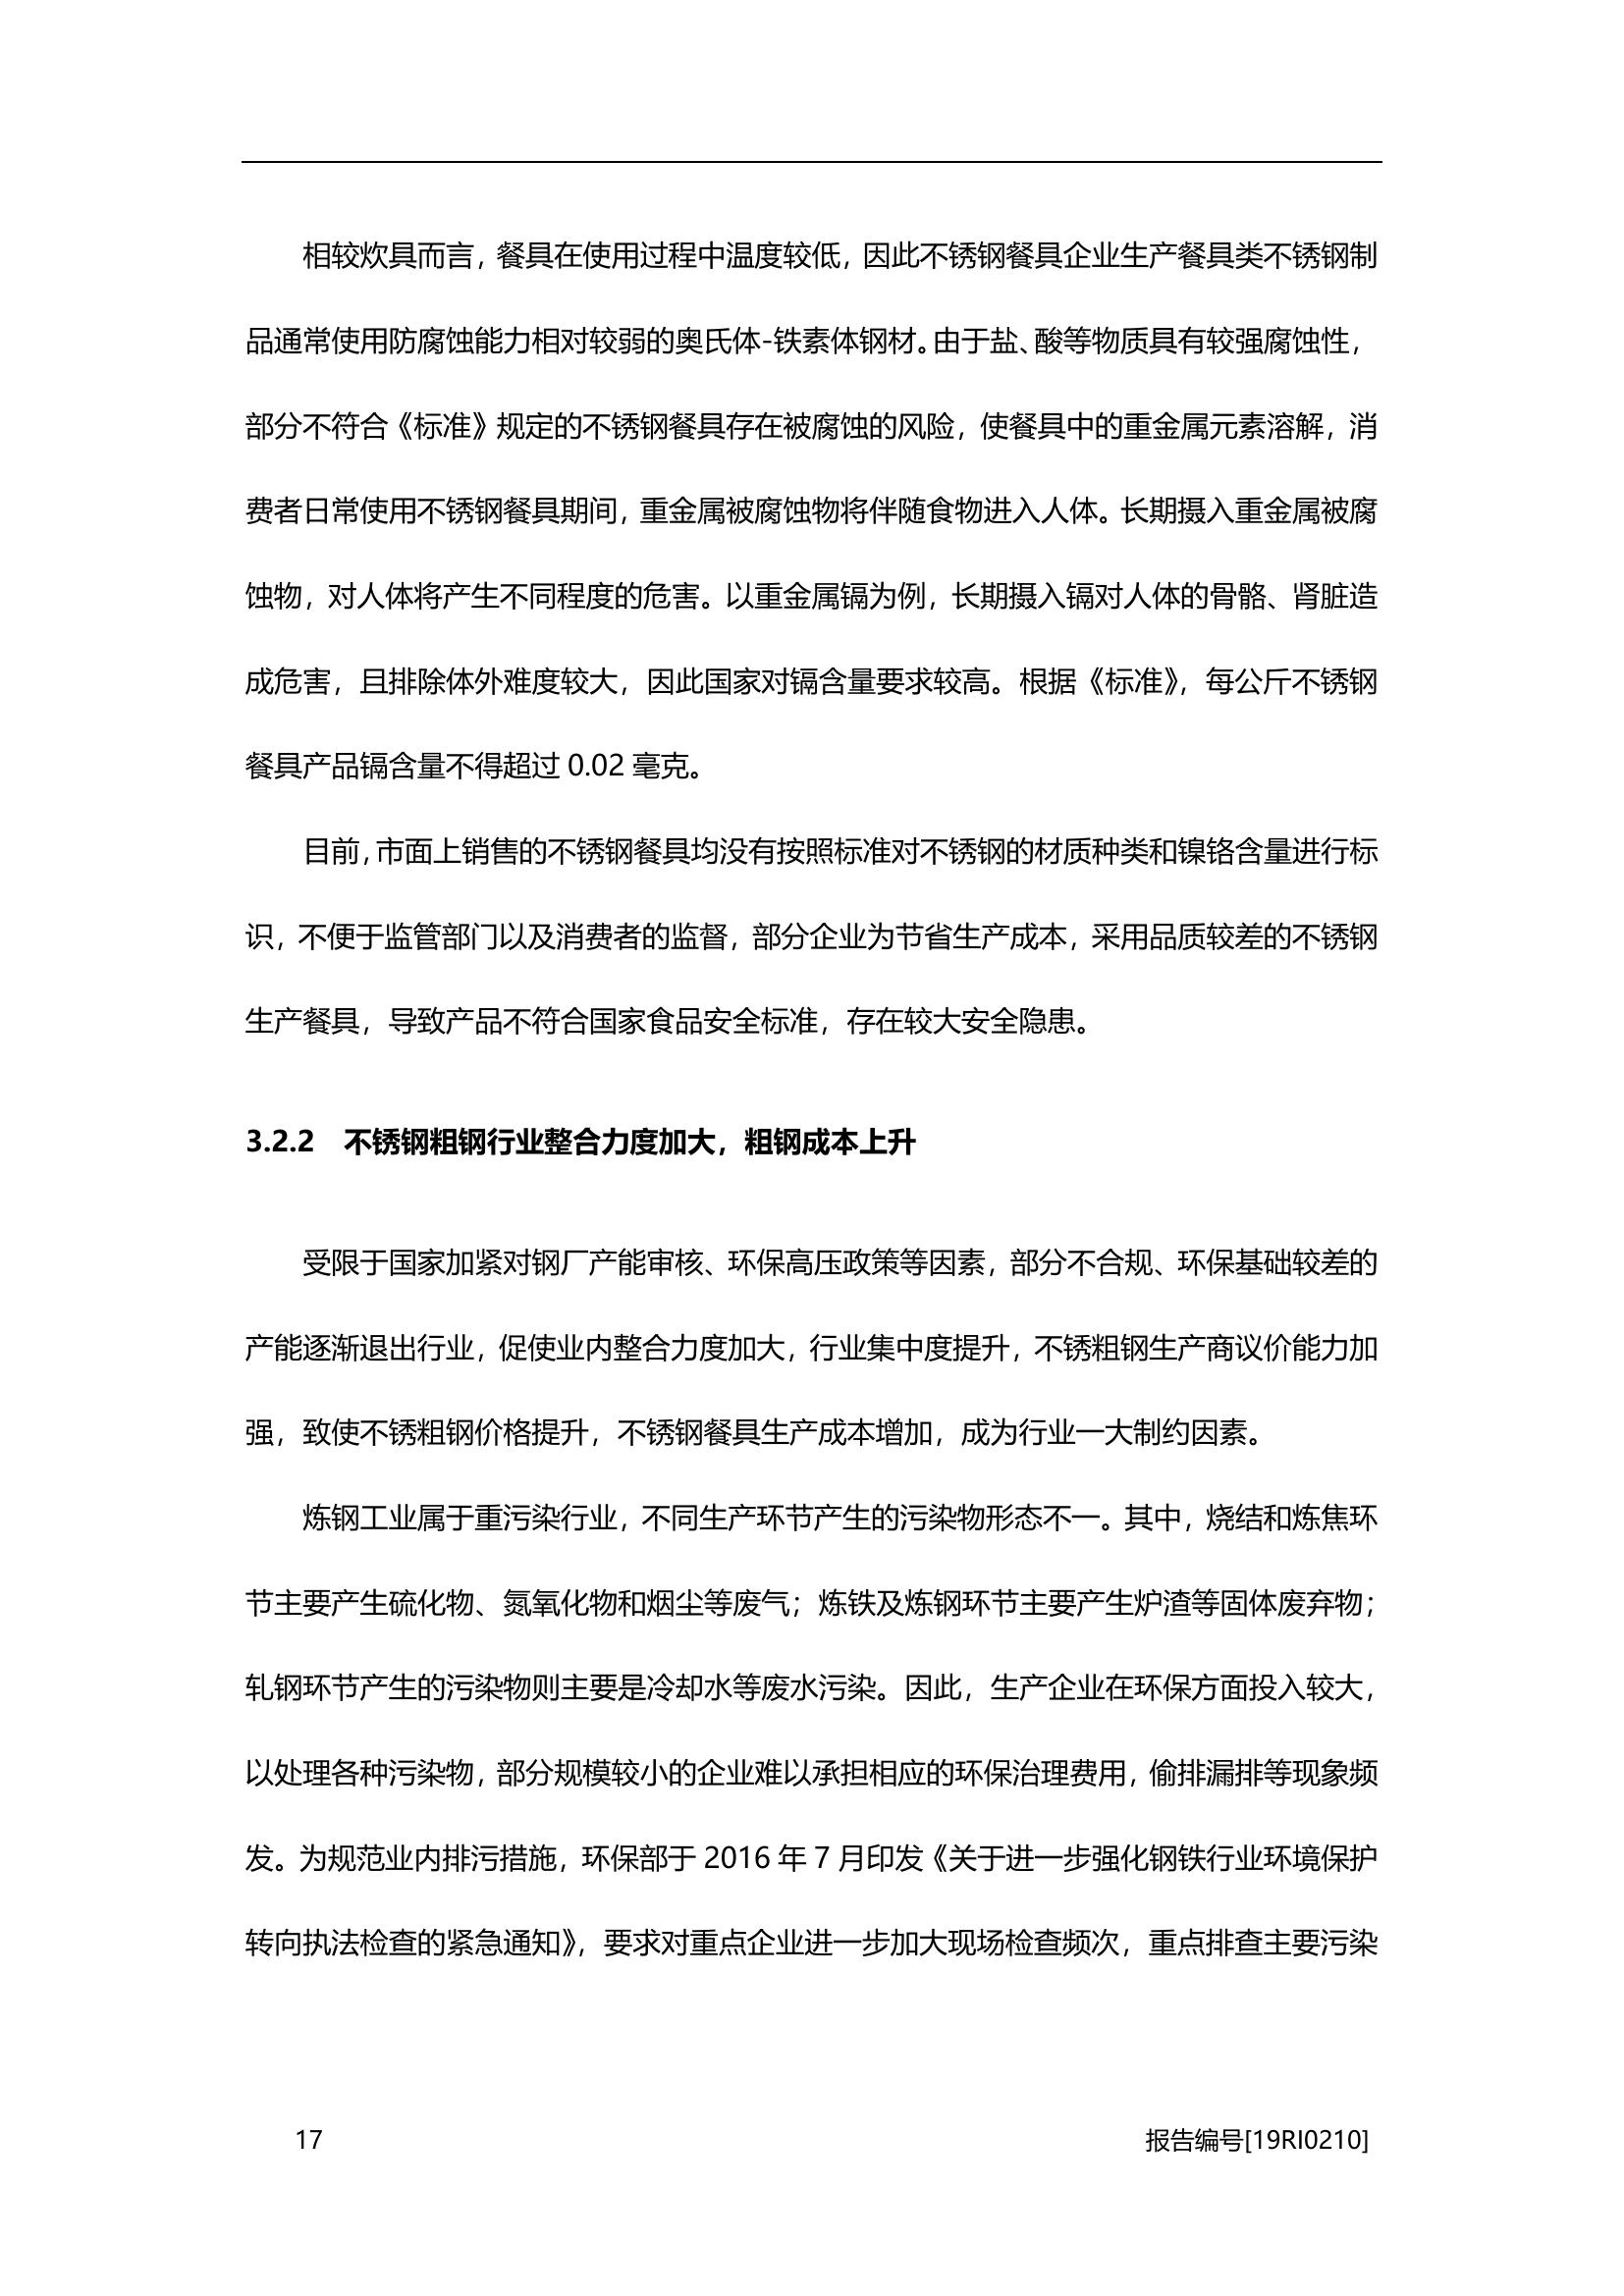 相较炊具而言，餐具在使用过程中温度较低，因此不锈钢餐具企业生产餐具类不锈钢制
品通常使用防腐蚀能力相对较弱的奥氏体-铁素体钢材。由于盐、酸等物质具有较强腐蚀性，
部分不符合《标准》规定的不锈钢餐具存在被腐蚀的风险，使餐具中的重金属元素溶解，消
费者日常使用不锈钢餐具期间，重金属被腐蚀物将伴随食物进入人体。长期摄入重金属被腐
蚀物，对人体将产生不同程度的危害。以重金属镉为例，长期摄入镉对人体的骨骼、肾脏造
成危害，且排除体外难度较大，因此国家对镉含量要求较高。根据《标准》，每公斤不锈钢
餐具产品镉含量不得超过 0.02 毫克。
目前，市面上销售的不锈钢餐具均没有按照标准对不锈钢的材质种类和镍铬含量进行标
识，不便于监管部门以及消费者的监督，部分企业为节省生产成本，采用品质较差的不锈钢
生产餐具，导致产品不符合国家食品安全标准，存在较大安全隐患。
3.2.2 不锈钢粗钢行业整合力度加大，粗钢成本上升
受限于国家加紧对钢厂产能审核、环保高压政策等因素，部分不合规、环保基础较差的
产能逐渐退出行业，促使业内整合力度加大，行业集中度提升，不锈粗钢生产商议价能力加
强，致使不锈粗钢价格提升，不锈钢餐具生产成本增加，成为行业一大制约因素。
炼钢工业属于重污染行业，不同生产环节产生的污染物形态不一。其中，烧结和炼焦环
节主要产生硫化物、氮氧化物和烟尘等废气；炼铁及炼钢环节主要产生炉渣等固体废弃物；
轧钢环节产生的污染物则主要是冷却水等废水污染。因此，生产企业在环保方面投入较大，
以处理各种污染物，部分规模较小的企业难以承担相应的环保治理费用，偷排漏排等现象频
发。为规范业内排污措施，环保部于 2016 年 7 月印发《关于进一步强化钢铁行业环境保护
转向执法检查的紧急通知》，要求对重点企业进一步加大现场检查频次，重点排查主要污染
17 报告编号[19RI0210]